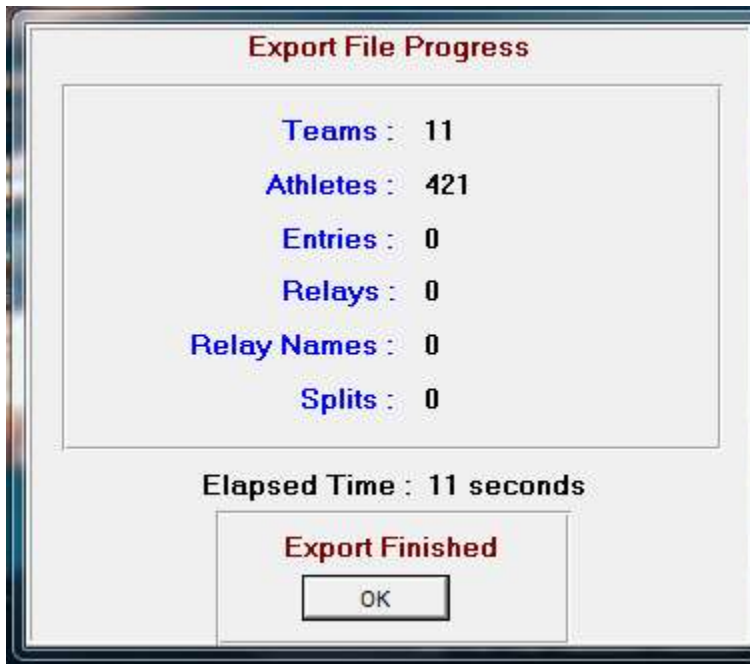 Export File Progress
Teams : 11
Athletes : 421
Entries : 0
Relays : 0
Relay Names : 0
Splits : 0
Elapsed Time : 11 seconds
Export Finished
OK